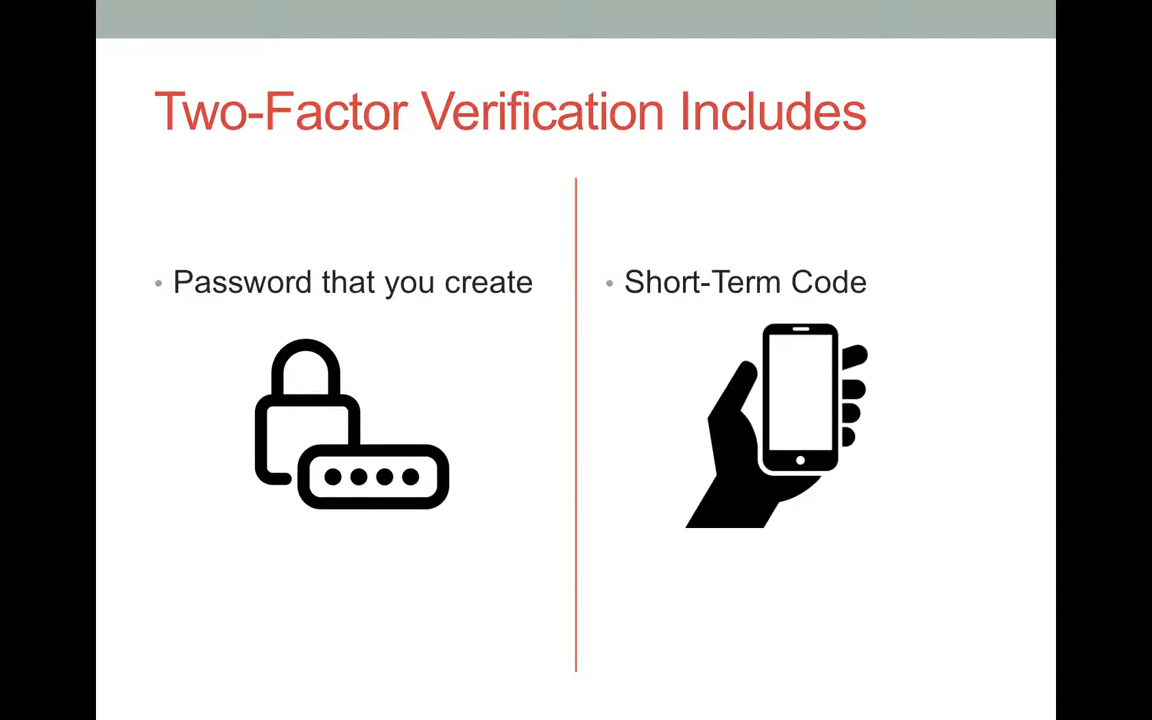 Two-Factor Verification Includes
• Password that you create
• Short-Term Code